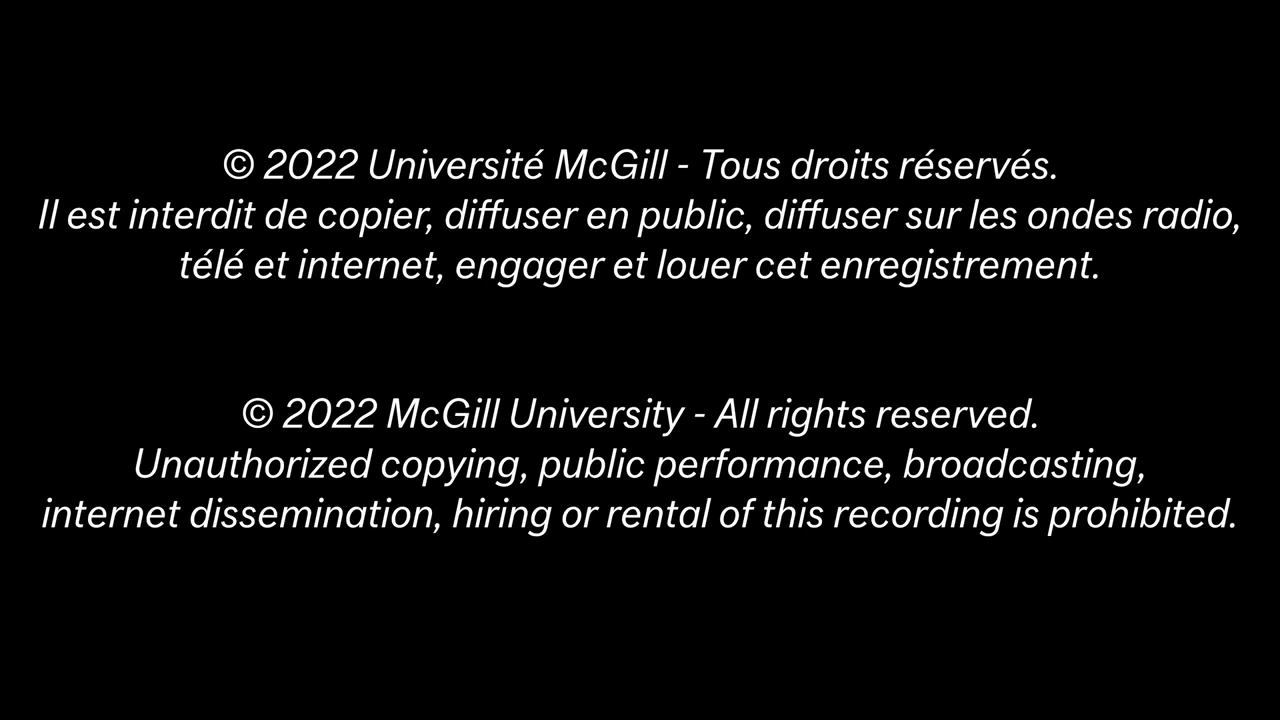 © 2022 Université McGill - Tous droits réservés.
Il est interdit de copier, diffuser en public, diffuser sur les ondes radio,
télé et internet, engager et louer cet enregistrement.
© 2022 McGill University - All rights reserved.
Unauthorized copying, public performance, broadcasting,
internet dissemination, hiring or rental of this recording is prohibited.